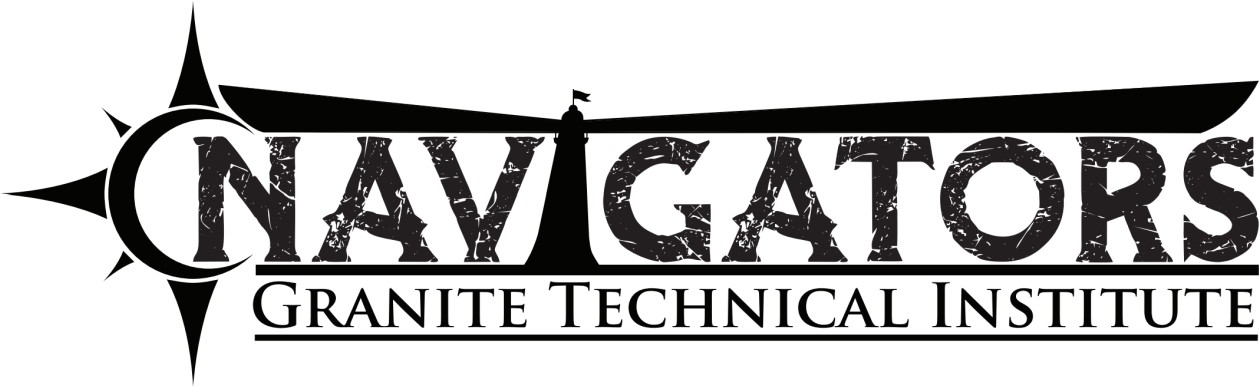 NAVIGATORS
GRANITE TECHNICAL INSTITUTE